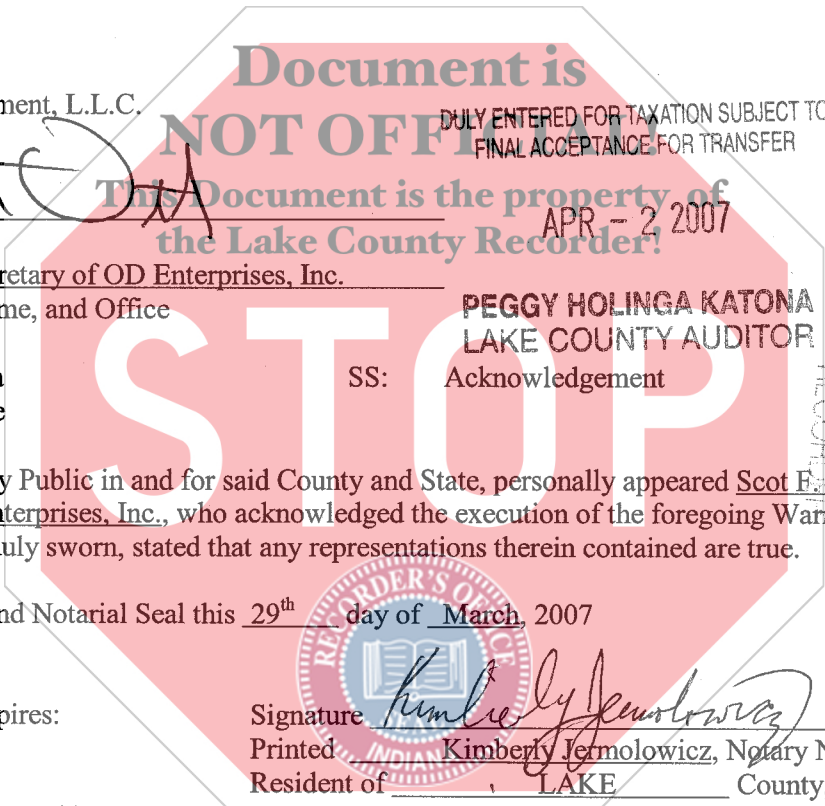 Document is
ment, L.L.C.
NOT OFFICIAL!
DULY ENTERED FOR TAXATION SUBJECT TO
FINAL ACCEPTANCE FOR TRANSFER
This Document is the property of
the Lake County Recorder!
APR - 2 2007
retary of OD Enterprises, Inc.
me, and Office
PEGGY HOLINGA KATONA
LAKE COUNTY AUDITOR
STOP
a
SS: Acknowledgement
e
y Public in and for said County and State, personally appeared Scot F.
nterprises, Inc., who acknowledged the execution of the foregoing War
uly sworn, stated that any representations therein contained are true.
nd Notarial Seal this 29th day of March, 2007
RECORDER'S OFFICE
SEAL
INDIANA
pires:
Signature Kimberly Jermolowicz
Printed Kimberly Jermolowicz, Notary N
Resident of LAKE County